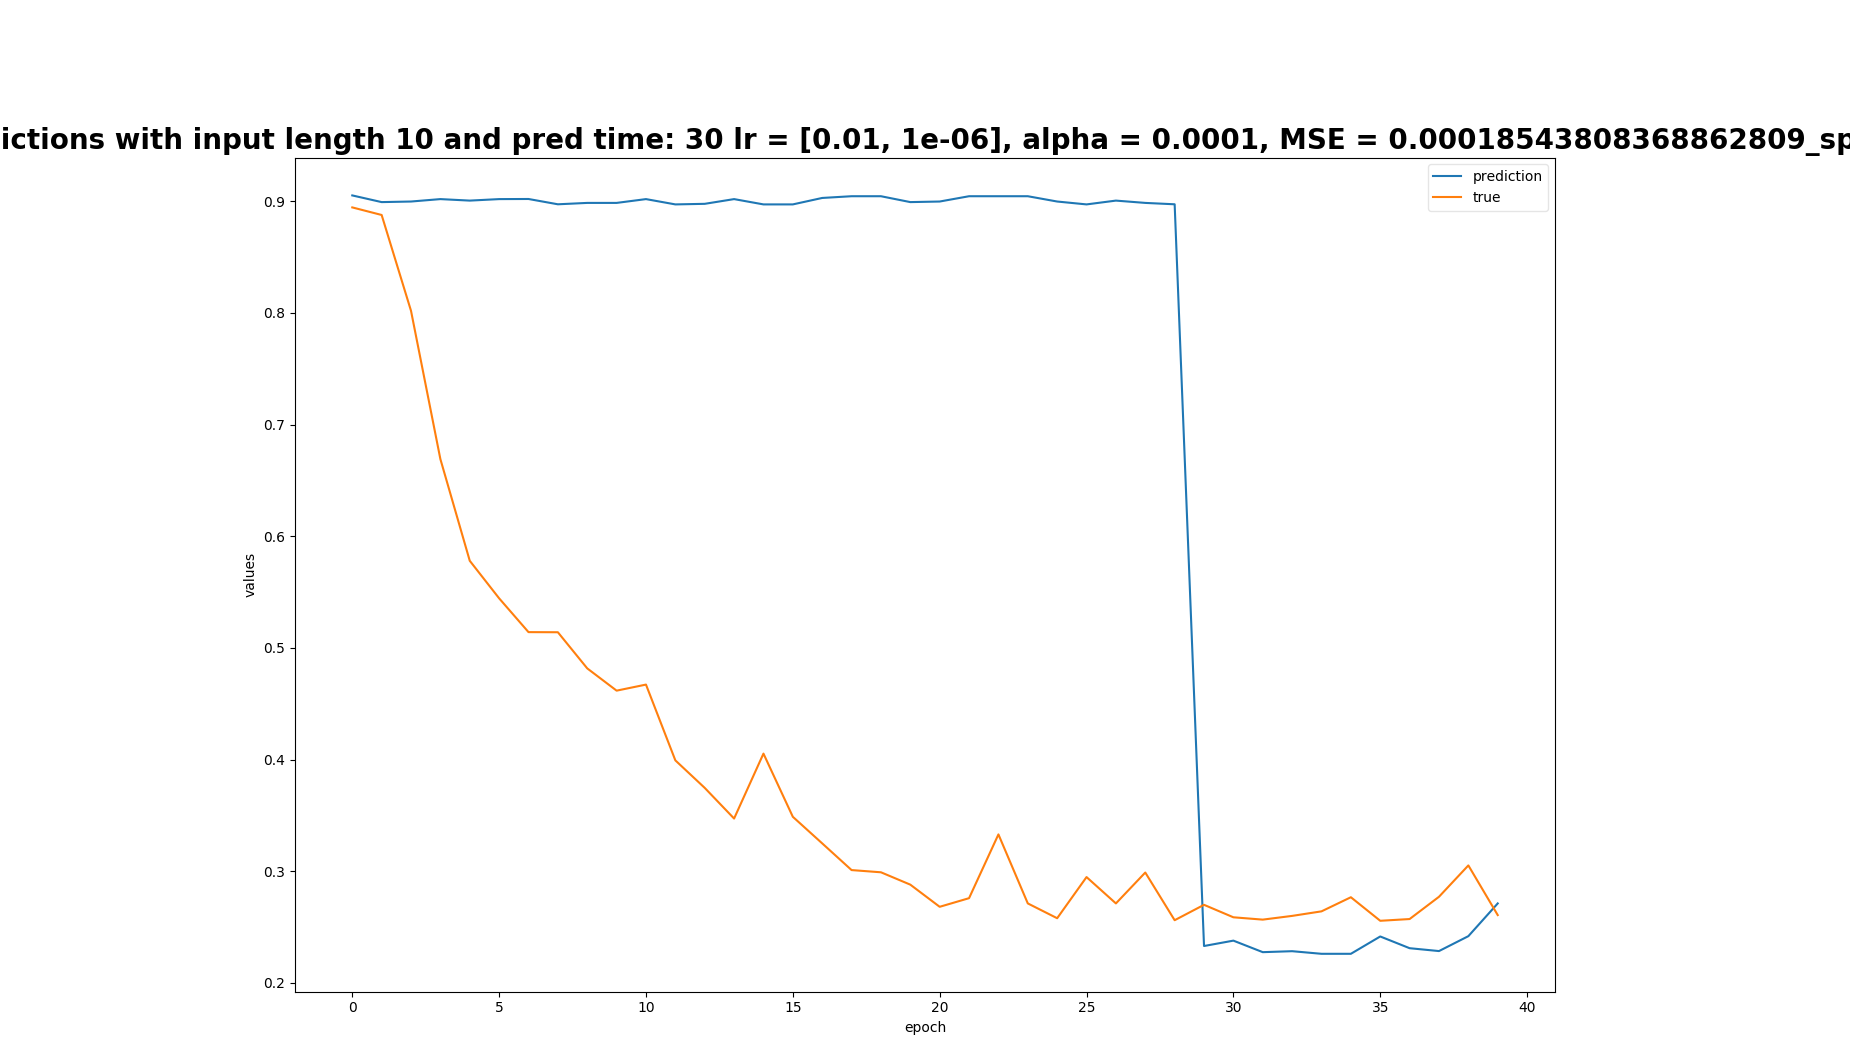 ictions with input length 10 and pred time: 30 lr = [0.01, 1e-06], alpha = 0.0001, MSE = 0.00018543808368862809_sp
prediction
true
0.9
0.8
0.7
0.6
0.5
0.4
0.3
0.2
values
0 5 10 15 20 25 30 35 40
epoch